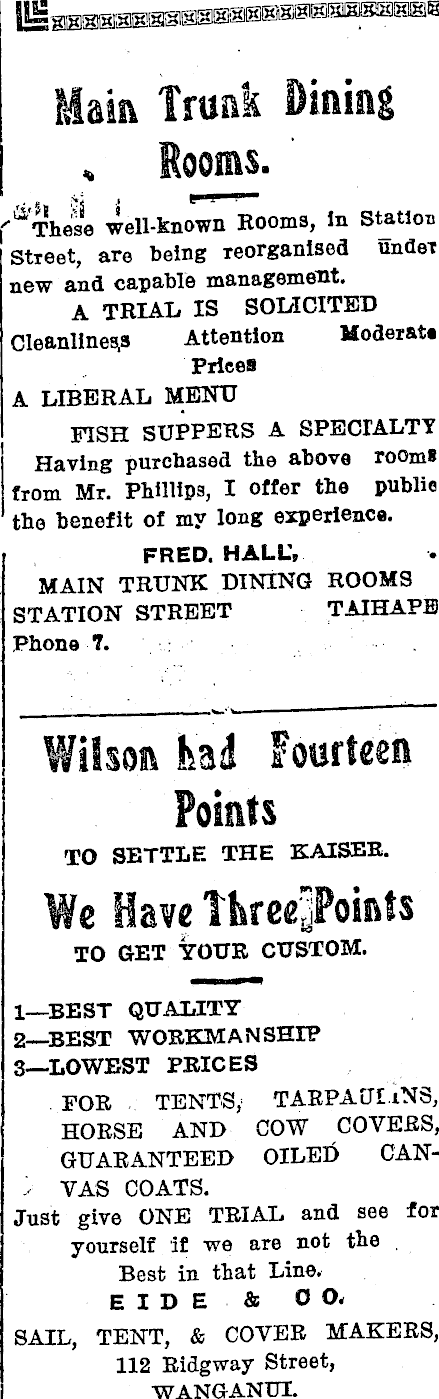 Main Trunk Dining
Rooms.
These well-known Rooms, in Station
Street, are being reorganised under
new and capable management.
A TRIAL IS SOLICITED
Cleanliness Attention Moderate
Prices
A LIBERAL MENU
FISH SUPPERS A SPECIALTY
Having purchased the above rooms
from Mr. Phillips, I offer the public
the benefit of my long experience.
FRED. HALL,
MAIN TRUNK DINING ROOMS
STATION STREET TAIHAPE
Phone 7.
Wilson had Fourteen
Points
TO SETTLE THE KAISER.
We Have Three Points
TO GET YOUR CUSTOM.
1—BEST QUALITY
2—BEST WORKMANSHIP
3—LOWEST PRICES
FOR TENTS, TARPAULINS,
HORSE AND COW COVERS,
GUARANTEED OILED CAN-
VAS COATS.
Just give ONE TRIAL and see for
yourself if we are not the
Best in that Line.
EIDE & CO.
SAIL, TENT, & COVER MAKERS,
112 Ridgway Street,
WANGANUI.